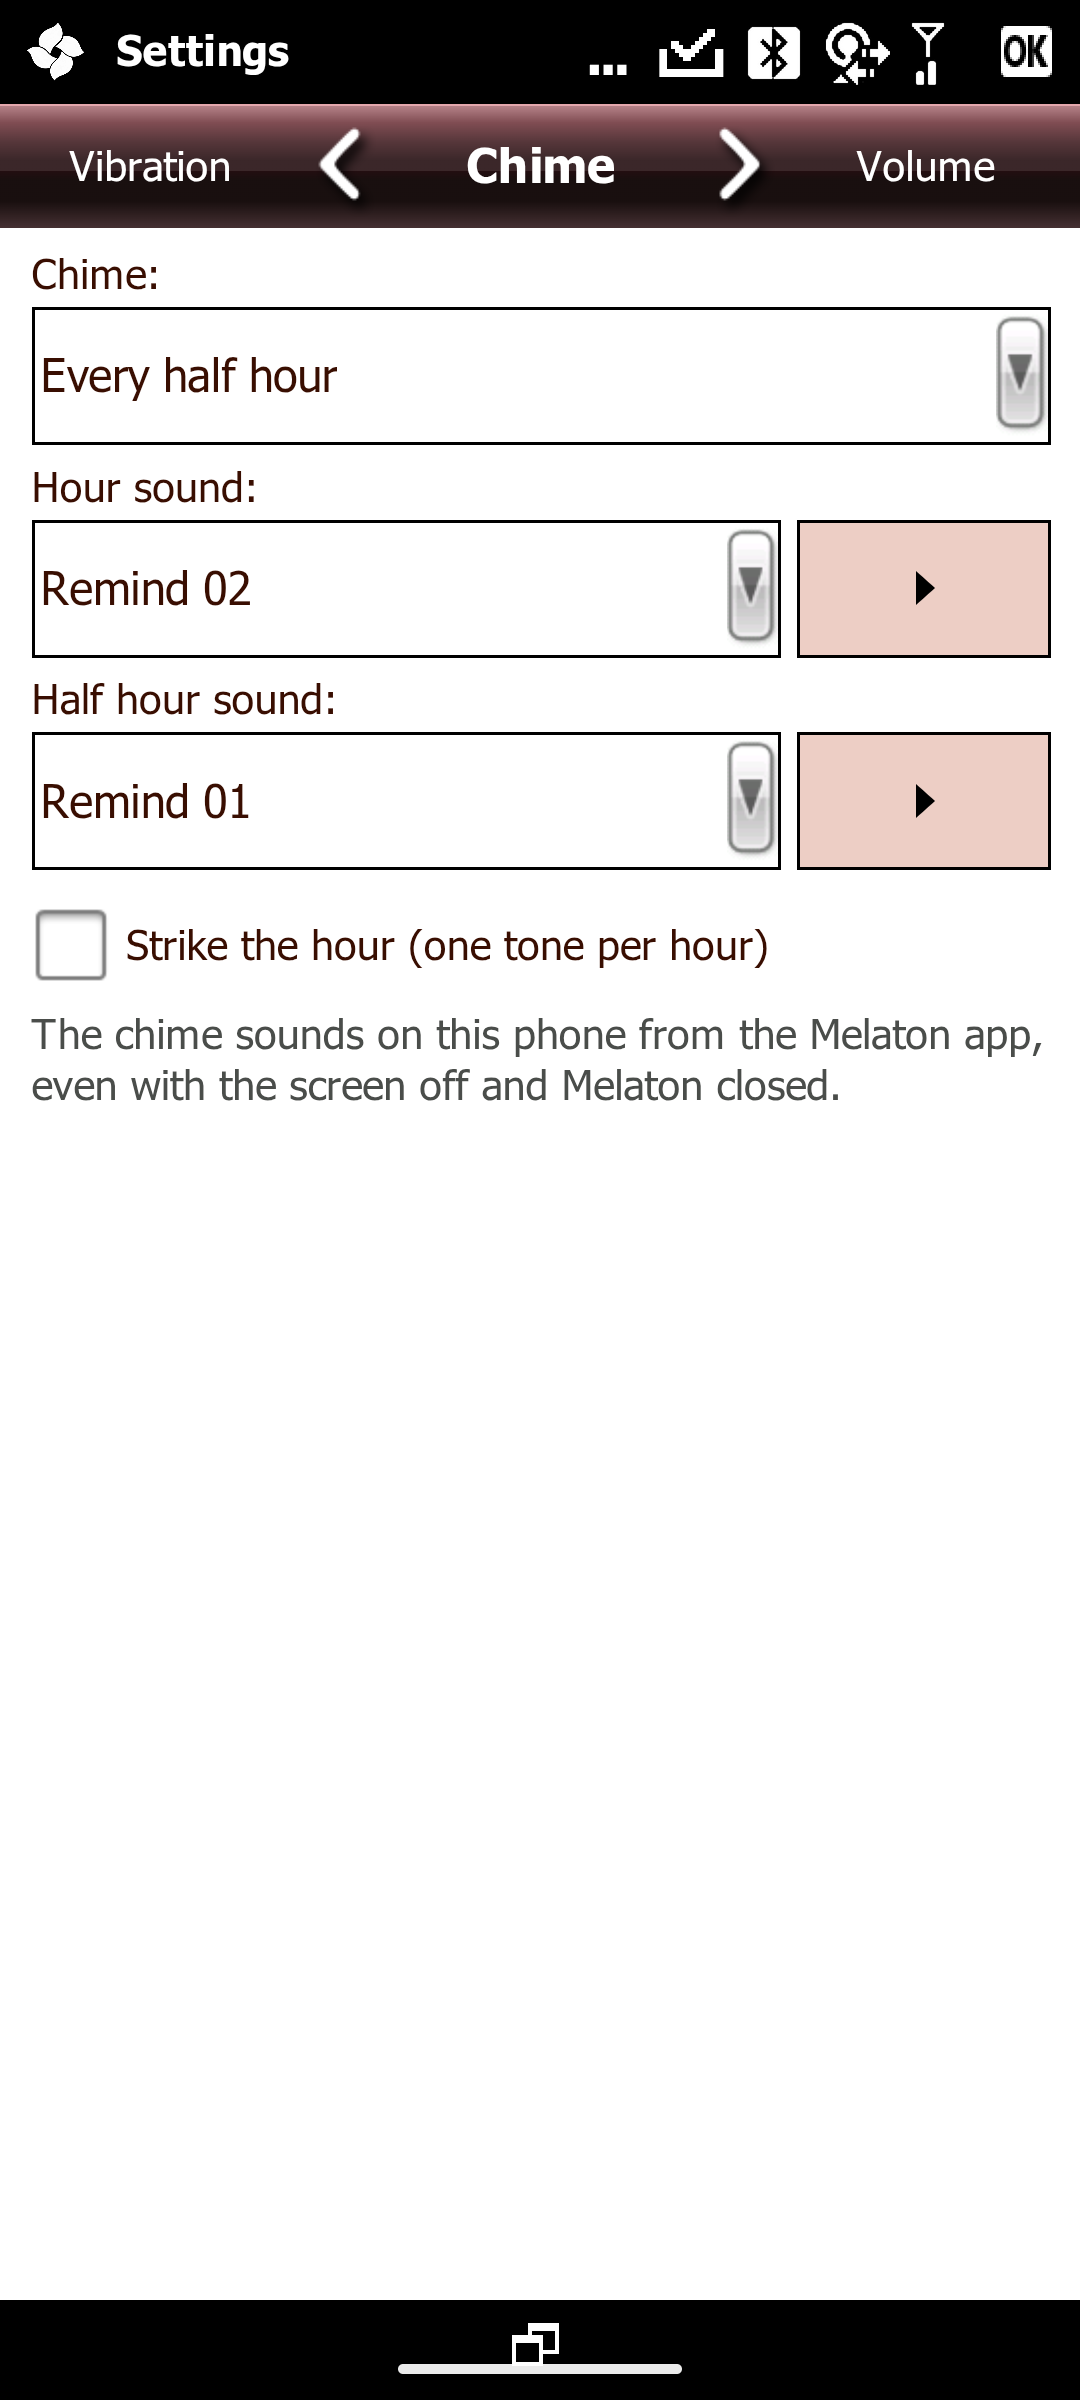 Settings
...
OK
Vibration
Chime
Volume
Chime:
Every half hour
Hour sound:
Remind 02
Half hour sound:
Remind 01
Strike the hour (one tone per hour)
The chime sounds on this phone from the Melaton app,
even with the screen off and Melaton closed.